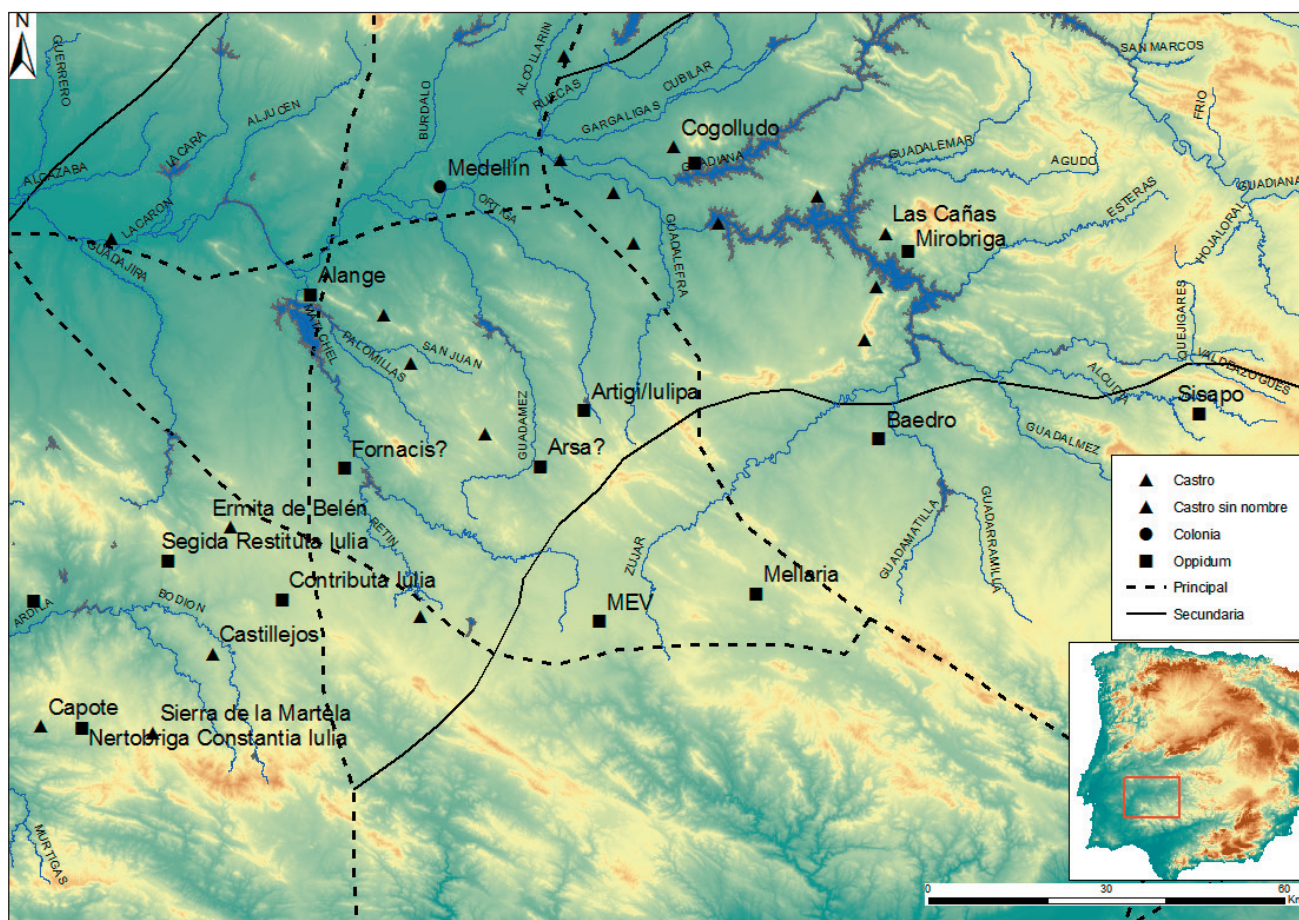 N
GUERRERO
ALJUCEN
LA CARA
ALCAZABA
LACARON
GUADAJIRA
BURDALO
ALCOLLARIN
RUECAS
CUBILAR
GARGALIGAS
Cogolludo
GUADIANA
Medellín
ORTIGA
GUADALEFRA
GUADALEMAR
AGUDO
ESTERAS
SAN MARCOS
FRIO
GUADIANA
HOJALORAL
Las Cañas
Mirobriga
QUEJIGARES
VALDEAZOGUES
ALCUDIA
Sisapo
GUADALMEZ
Alange
MATACHEL
PALOMILLAS
SAN JUAN
GUADAMEZ
Artigi/Iulipa
Arsa?
Baedro
Fornacis?
Ermita de Belén
Segida Restituta Iulia
RETIN
Contributa Iulia
ZUJAR
Mellaria
GUADAMATILLA
GUADARRAMILLA
MEV
ARDILA
BODION
Castillejos
Capote
Sierra de la Martela
Nertobriga Constantia Iulia
MURTIGAS
Castro
Castro sin nombre
Colonia
Oppidum
Principal
Secundaria
0 30 60
Km